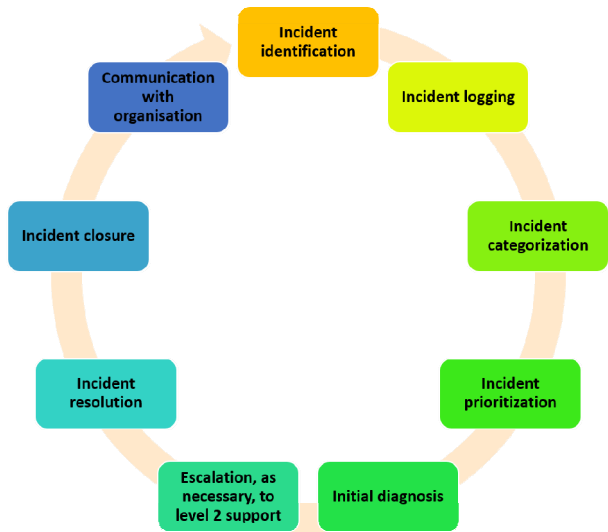 Incident
identification
Incident logging
Incident
categorization
Incident
prioritization
Initial diagnosis
Escalation, as
necessary, to
level 2 support
Incident
resolution
Incident closure
Communication
with
organisation